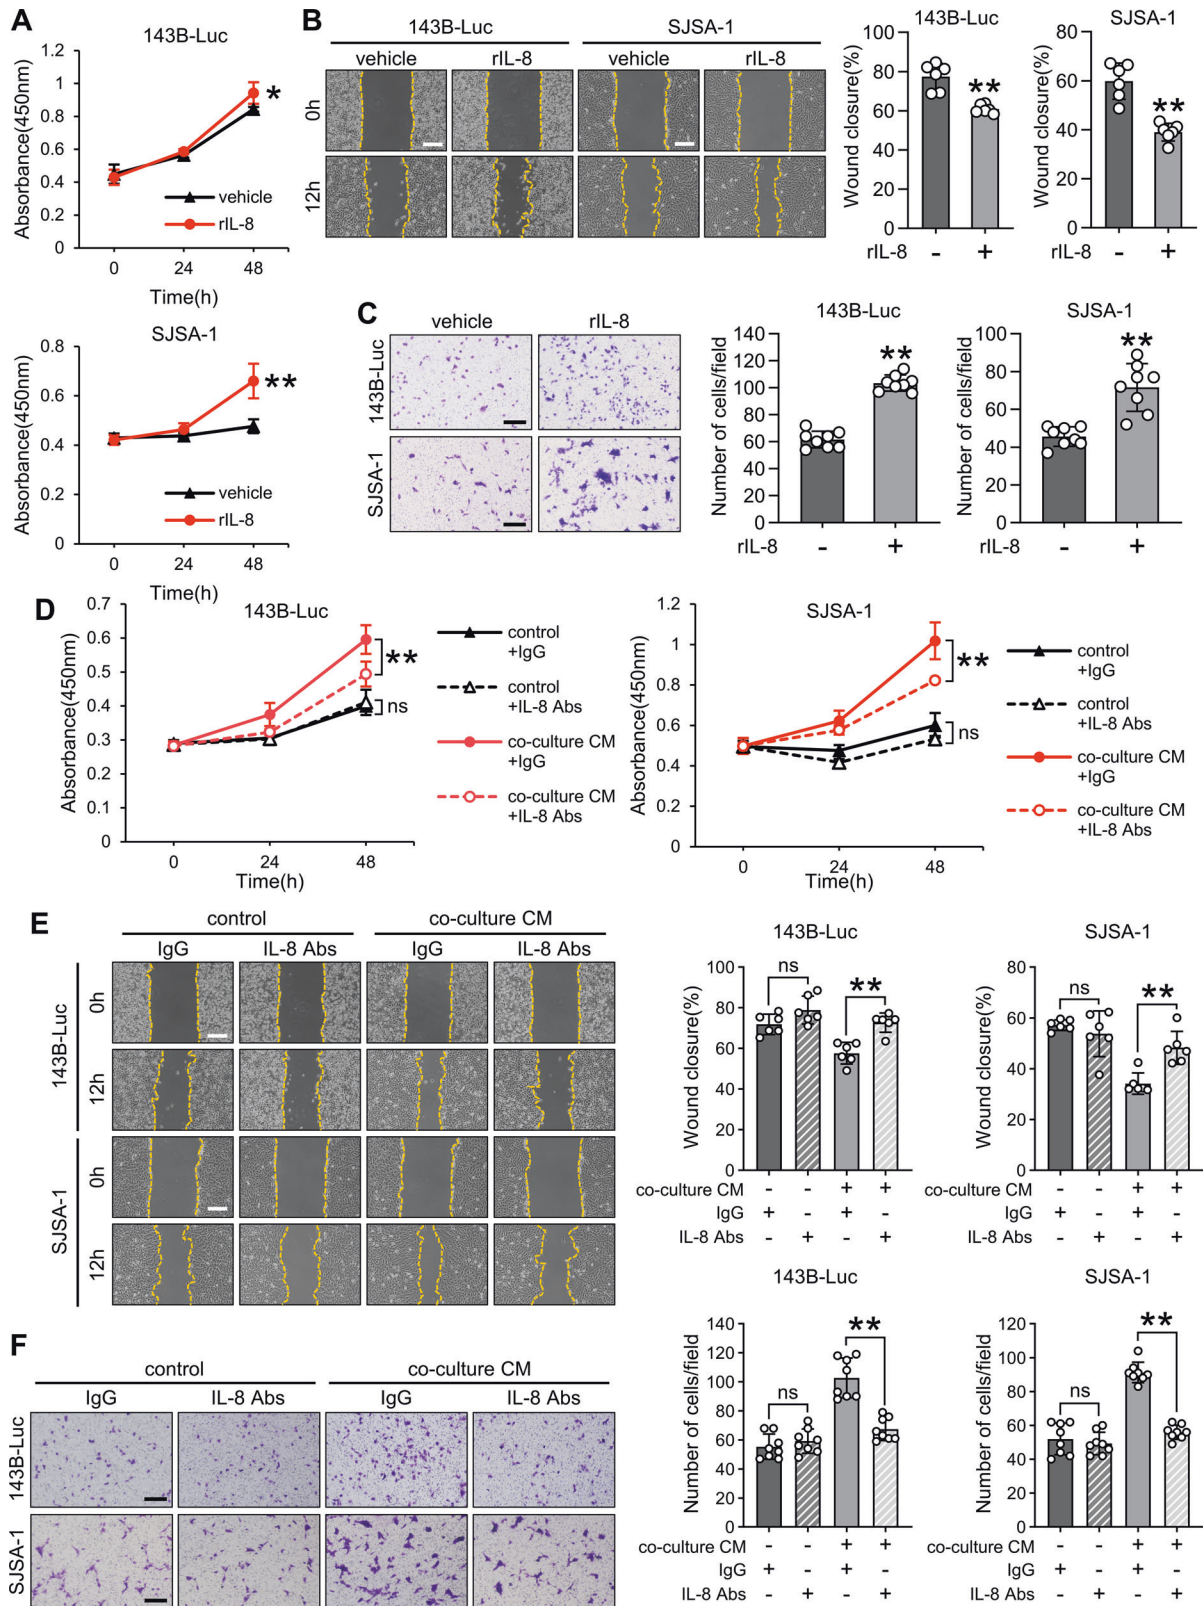 A
143B-Luc
1.2
1
0.8
0.6
0.4
0.2
0
Absorbance(450nm)
*
vehicle
rIL-8
0 24 48
Time(h)
SJSA-1
0.8
0.6
0.4
0.2
0
Absorbance(450nm)
**
vehicle
rIL-8
0 24 48
Time(h)
B
143B-Luc SJSA-1
vehicle rIL-8 vehicle rIL-8
0h
12h
143B-Luc
Wound closure(%)
100
80
60
40
20
0
**
rIL-8 - +
SJSA-1
Wound closure(%)
80
60
40
20
0
**
rIL-8 - +
C
vehicle rIL-8
143B-Luc
SJSA-1
143B-Luc
Number of cells/field
140
120
100
80
60
40
20
0
**
rIL-8 - +
SJSA-1
Number of cells/field
100
80
60
40
20
0
**
rIL-8 - +
D
143B-Luc
Absorbance(450nm)
0.7
0.6
0.5
0.4
0.3
0.2
0.1
0
**
ns
0 24 48
Time(h)
control
+IgG
control
+IL-8 Abs
co-culture CM
+IgG
co-culture CM
+IL-8 Abs
SJSA-1
Absorbance(450nm)
1.2
1
0.8
0.6
0.4
0.2
0
**
ns
0 24 48
Time(h)
control
+IgG
control
+IL-8 Abs
co-culture CM
+IgG
co-culture CM
+IL-8 Abs
E
control co-culture CM
IgG IL-8 Abs IgG IL-8 Abs
143B-Luc
0h
12h
SJSA-1
0h
12h
143B-Luc
Wound closure(%)
100
80
60
40
20
0
ns
**
co-culture CM - - + +
IgG + - + -
IL-8 Abs - + - +
SJSA-1
Wound closure(%)
80
60
40
20
0
ns
**
co-culture CM - - + +
IgG + - + -
IL-8 Abs - + - +
F
control co-culture CM
IgG IL-8 Abs IgG IL-8 Abs
143B-Luc
SJSA-1
143B-Luc
Number of cells/field
140
120
100
80
60
40
20
0
ns
**
co-culture CM - - + +
IgG + - + -
IL-8 Abs - + - +
SJSA-1
Number of cells/field
120
100
80
60
40
20
0
ns
**
co-culture CM - - + +
IgG + - + -
IL-8 Abs - + - +